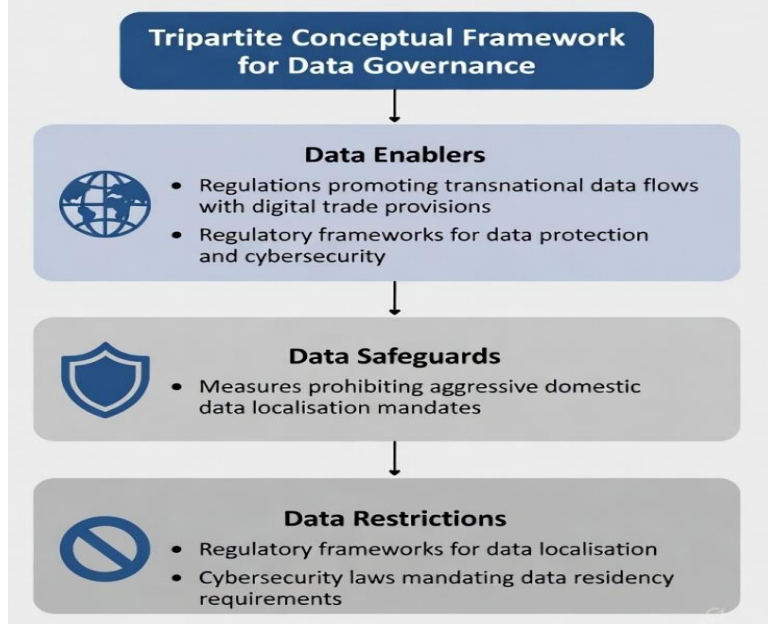 Tripartite Conceptual Framework
for Data Governance
Data Enablers
• Regulations promoting transnational data flows
with digital trade provisions
• Regulatory frameworks for data protection
and cybersecurity
Data Safeguards
• Measures prohibiting aggressive domestic
data localisation mandates
Data Restrictions
• Regulatory frameworks for data localisation
• Cybersecurity laws mandating data residency
requirements